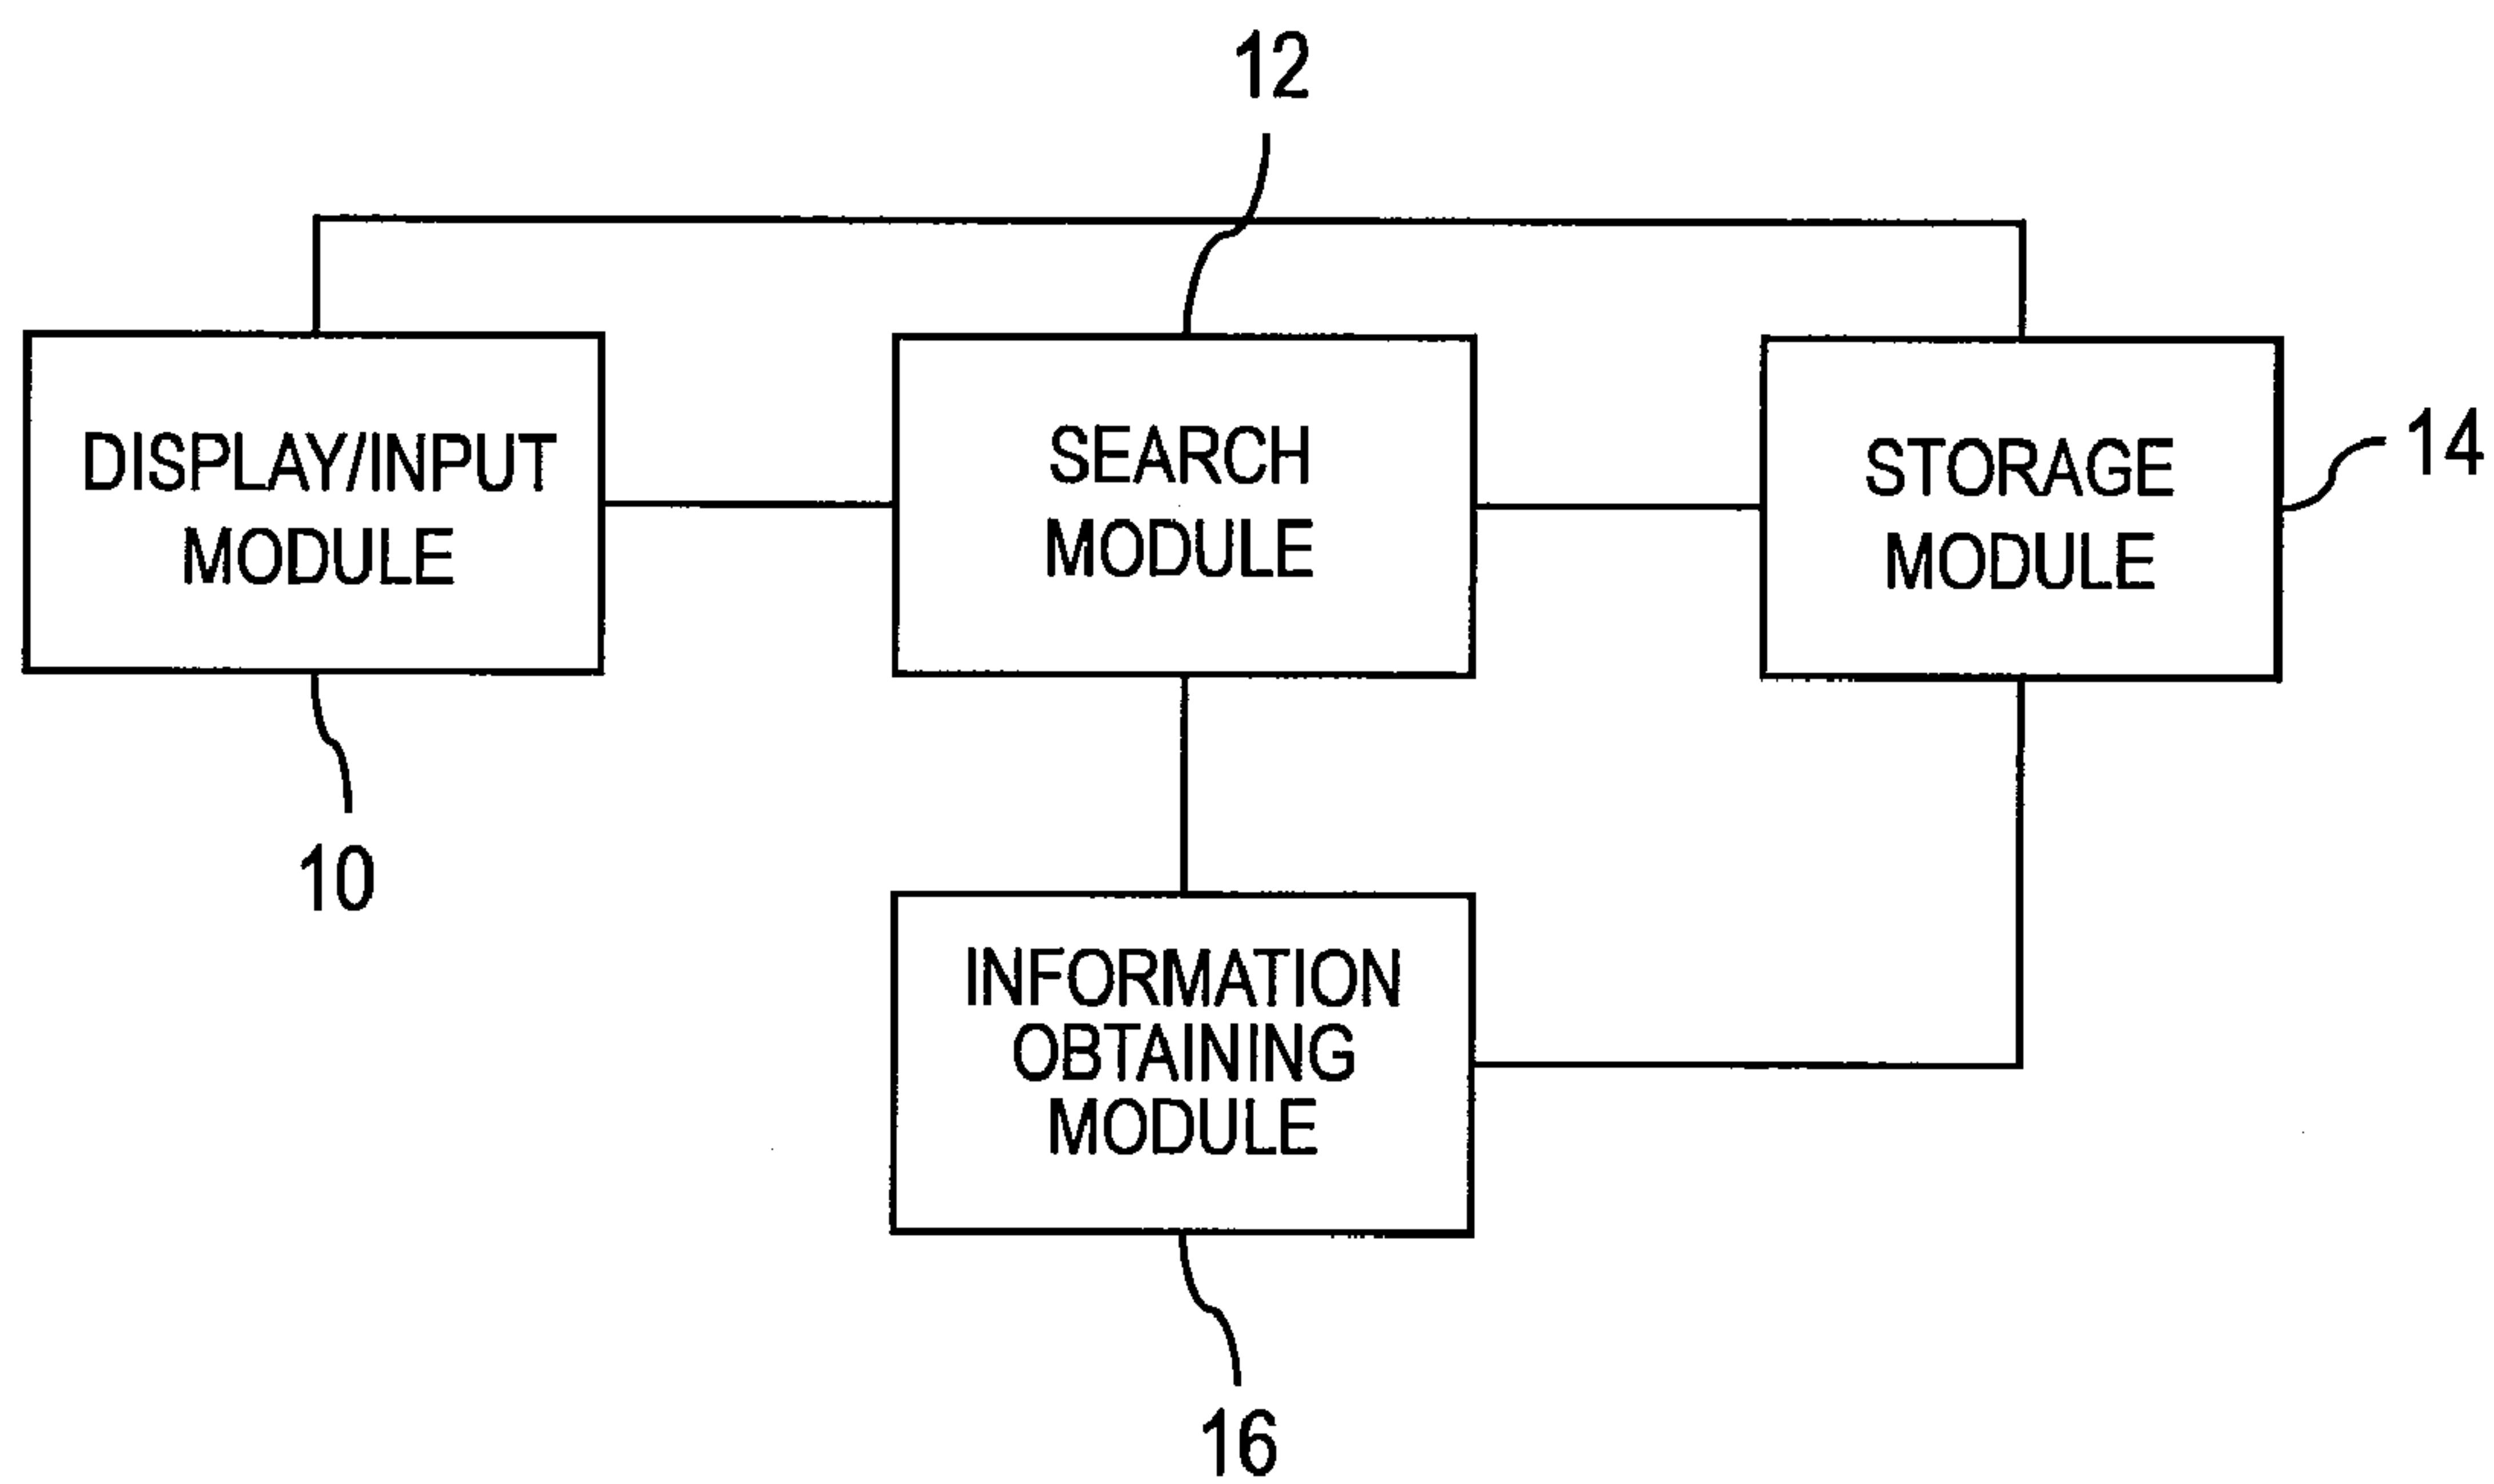 12
DISPLAY/INPUT
MODULE
SEARCH
MODULE
STORAGE
MODULE
14
10
INFORMATION
OBTAINING
MODULE
16